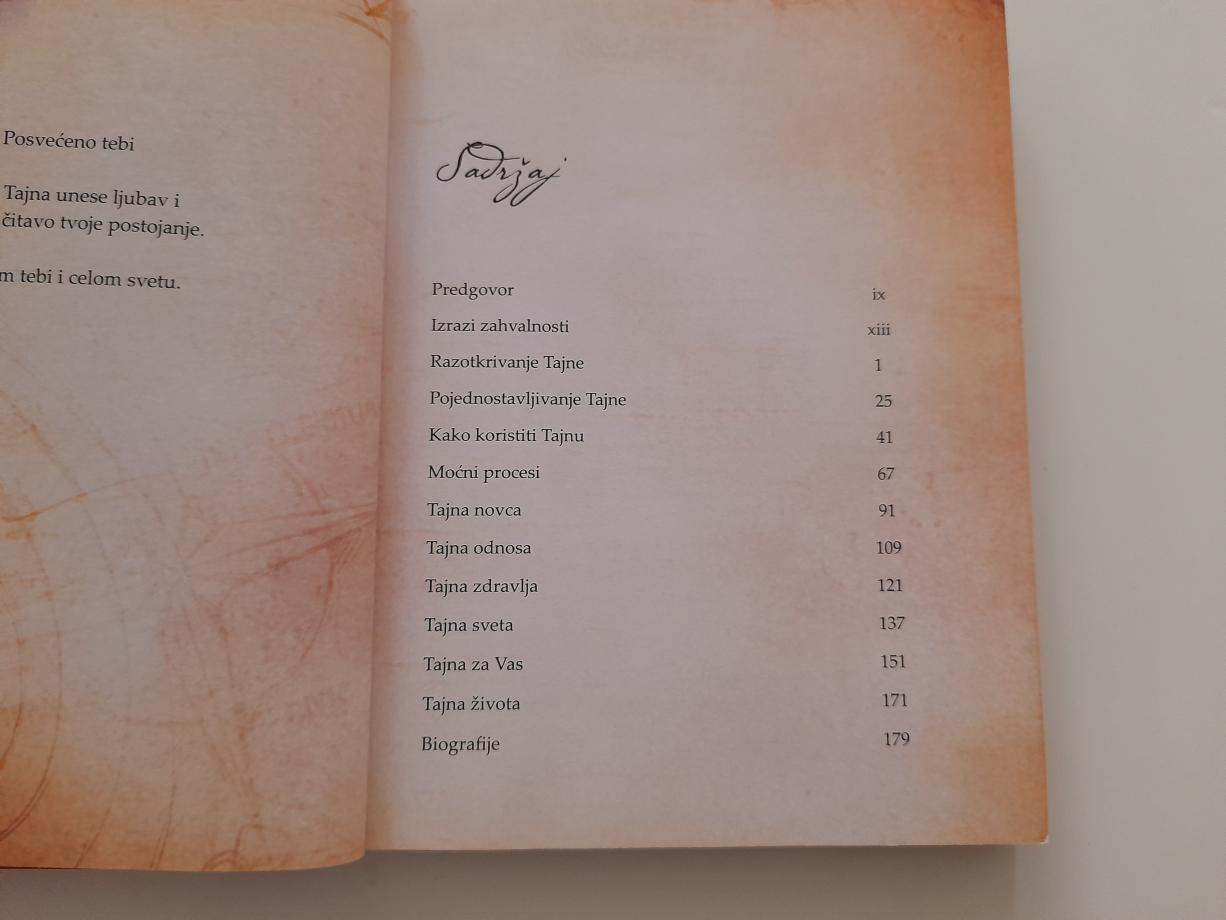 Posvećeno tebi
Tajna unese ljubav i
čitavo tvoje postojanje.
m tebi i celom svetu.
Sadržaj
Predgovor ix
Izrazi zahvalnosti xiii
Razotkrivanje Tajne 1
Pojednostavljivanje Tajne 25
Kako koristiti Tajnu 41
Moćni procesi 67
Tajna novca 91
Tajna odnosa 109
Tajna zdravlja 121
Tajna sveta 137
Tajna za Vas 151
Tajna života 171
Biografije 179